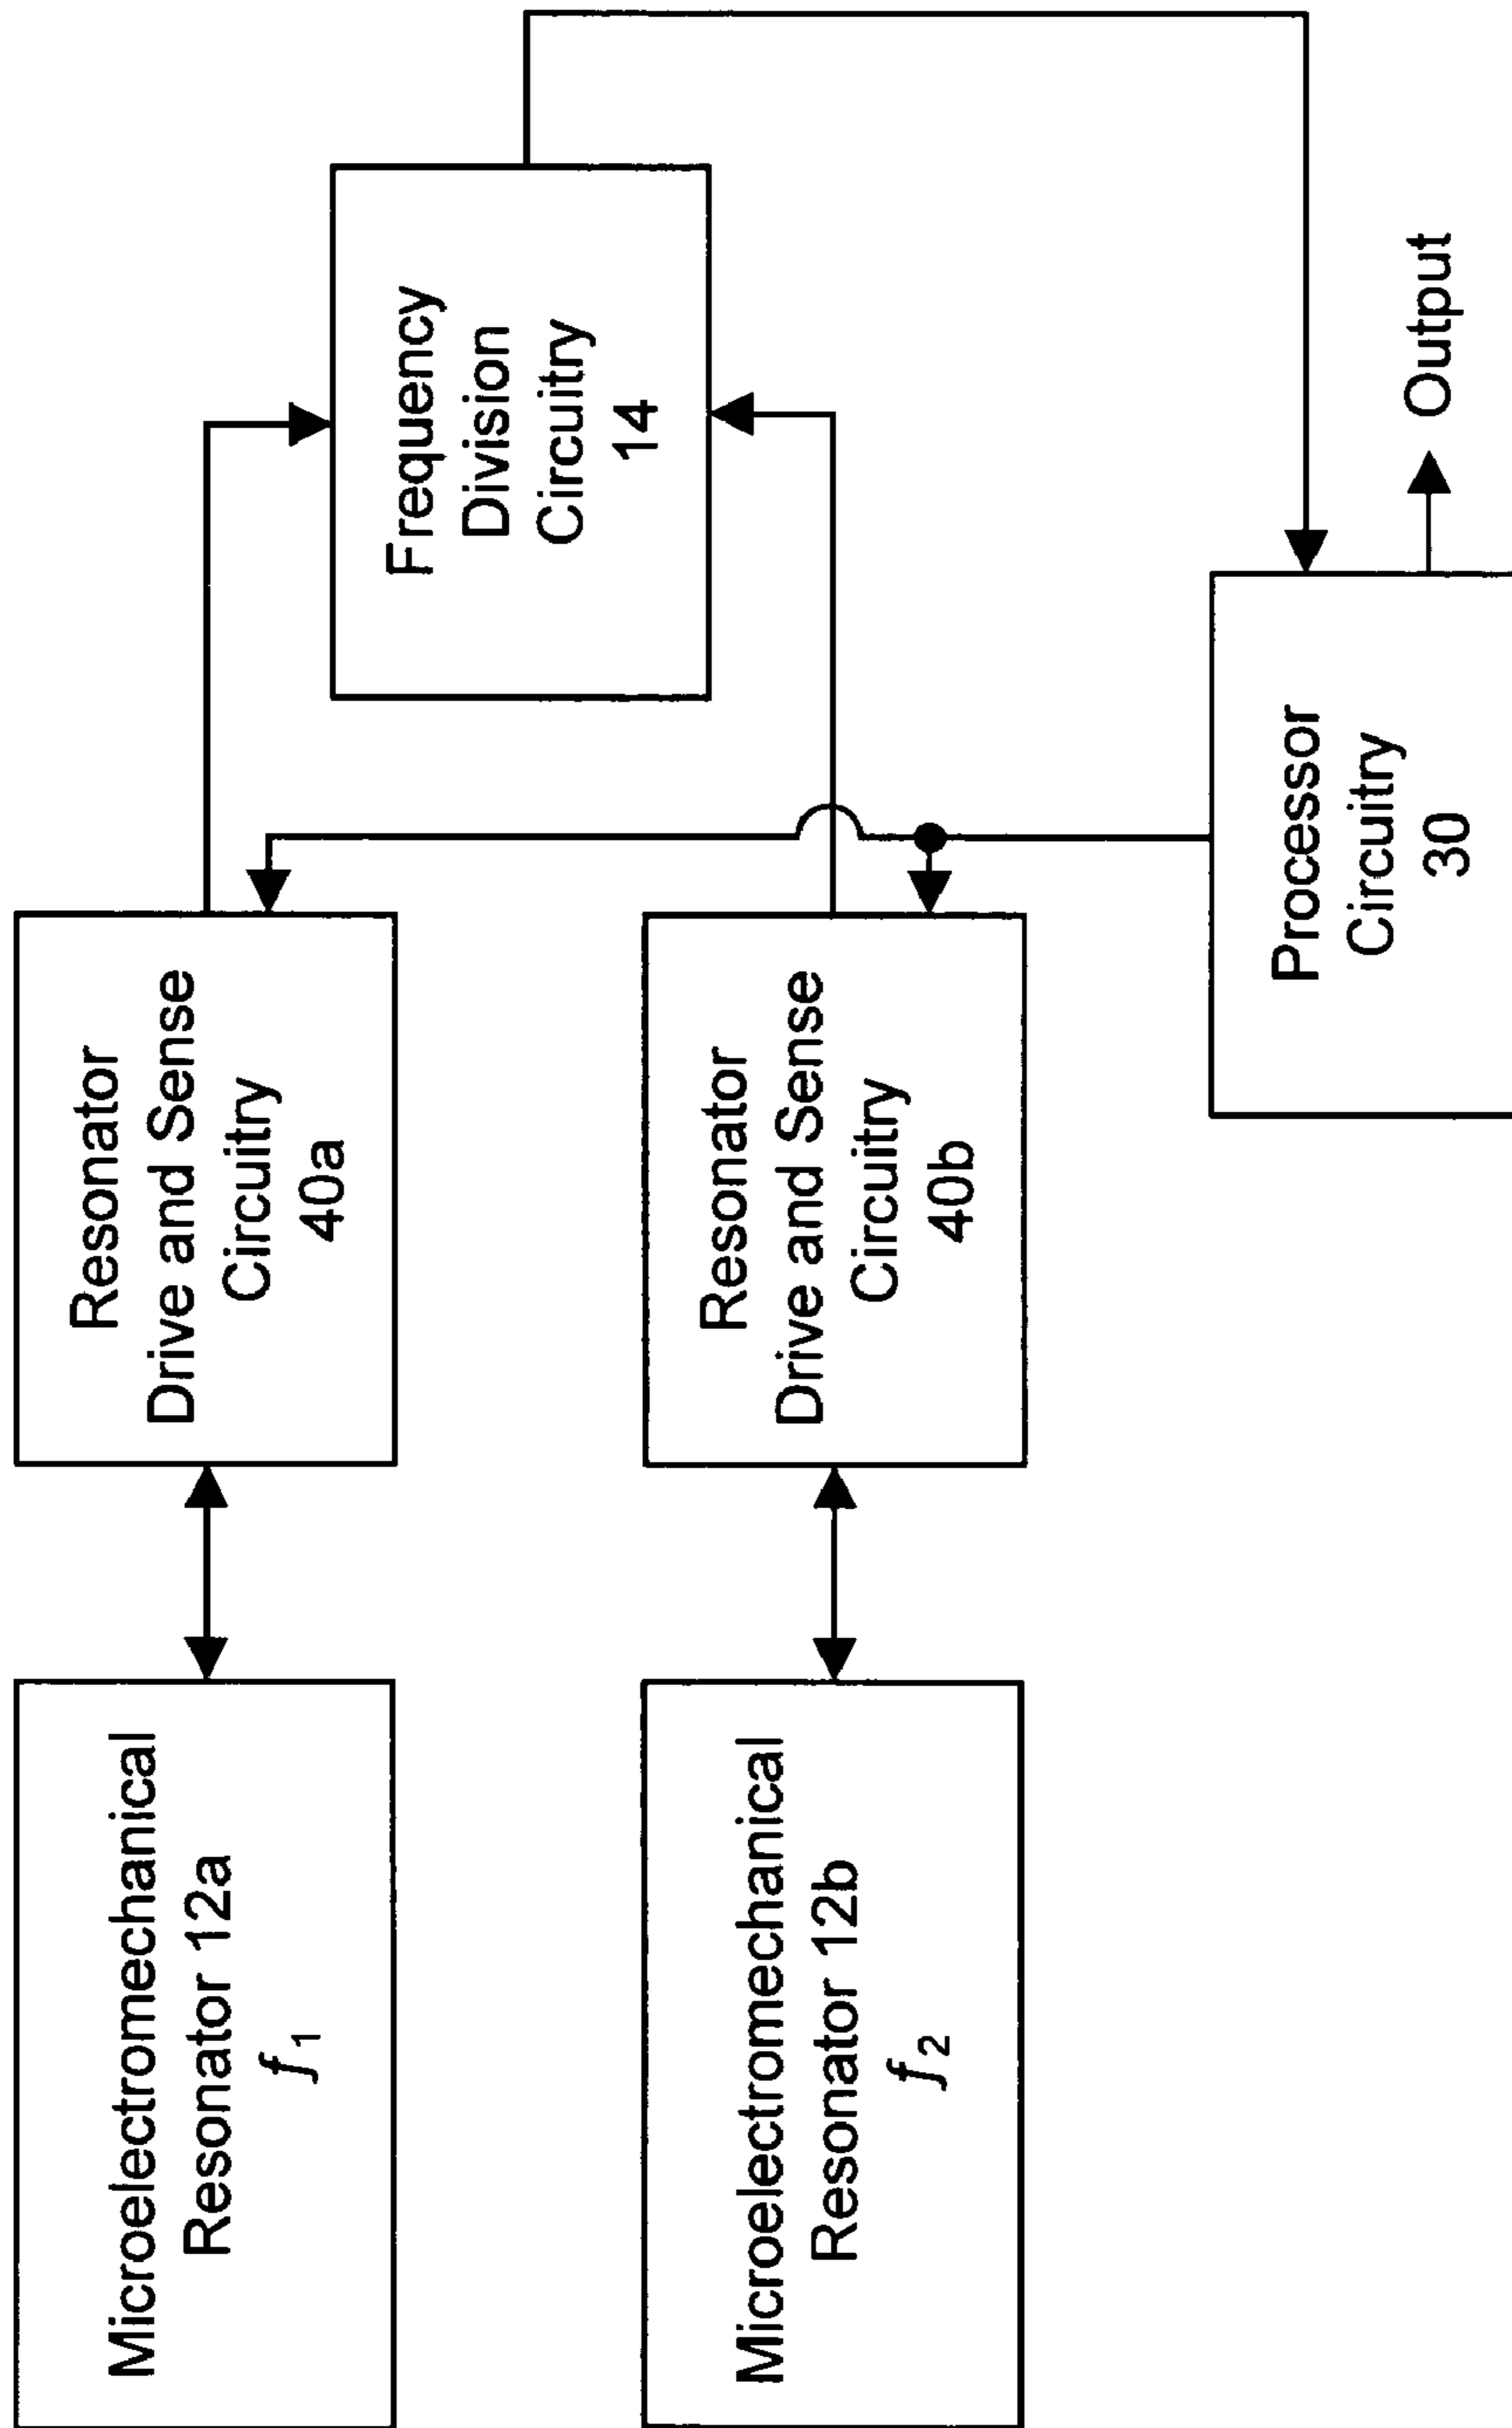 Microelectromechanical
Resonator 12a
f1
Resonator
Drive and Sense
Circuitry
40a
Frequency
Division
Circuitry
14
Microelectromechanical
Resonator 12b
f2
Resonator
Drive and Sense
Circuitry
40b
Processor
Circuitry
30
Output